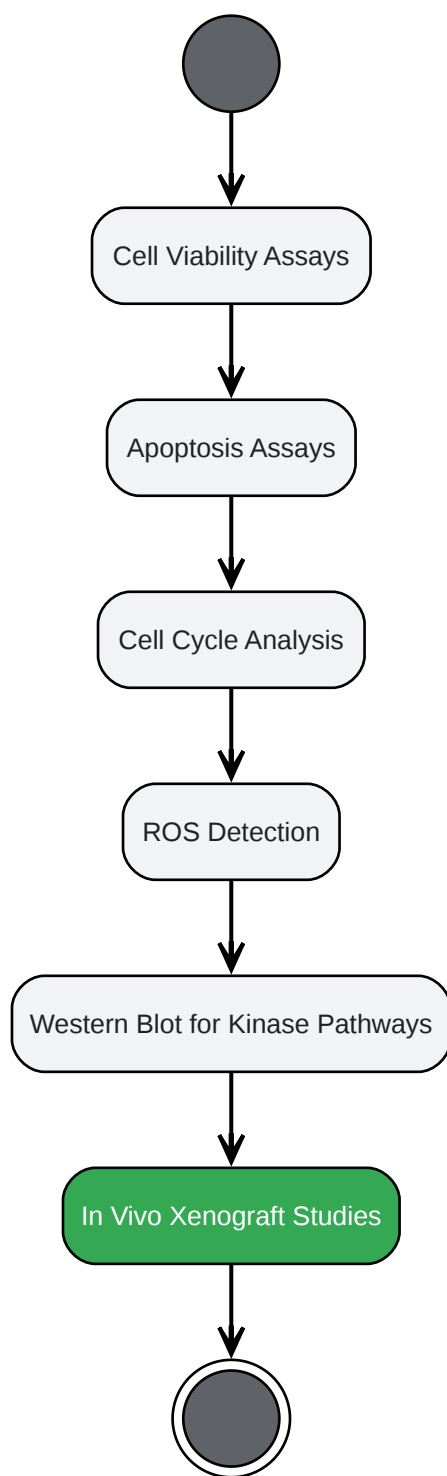 Cell Viability Assays
Apoptosis Assays
Cell Cycle Analysis
ROS Detection
Western Blot for Kinase Pathways
In Vivo Xenograft Studies